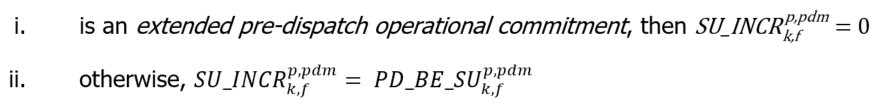 i. is an extended pre-dispatch operational commitment, then SU_INCR^{p,pdm}_{k,f} = 0
ii. otherwise, SU_INCR^{p,pdm}_{k,f} = PD_BE_SU^{p,pdm}_{k,f}